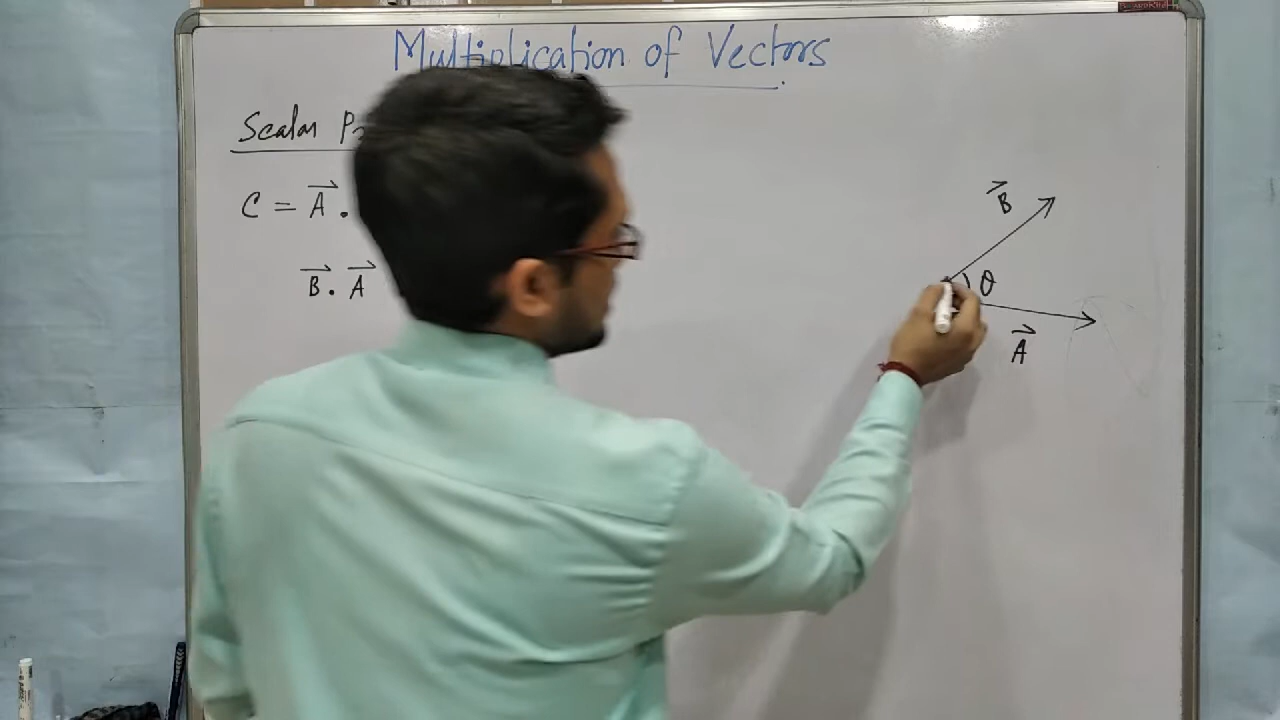 Multiplication of Vectors
Scalar
C = A⃗ .
B⃗ . A⃗
B⃗
θ
A⃗